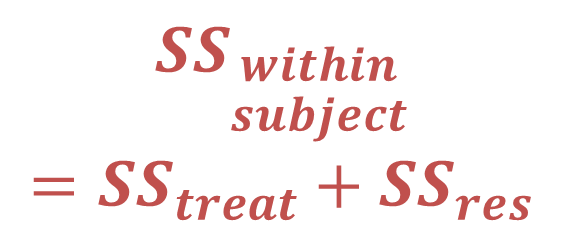 SS within
subject
= SS treat + SS res